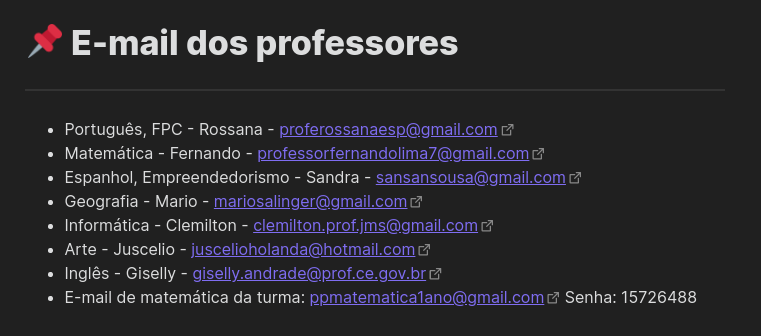 📌 E-mail dos professores
• Português, FPC - Rossana - proferossanaesp@gmail.com
• Matemática - Fernando - professorfernandolima7@gmail.com
• Espanhol, Empreendedorismo - Sandra - sansansousa@gmail.com
• Geografia - Mario - mariosalinger@gmail.com
• Informática - Clemilton - clemilton.prof.jms@gmail.com
• Arte - Juscelio - juscelioholanda@hotmail.com
• Inglês - Giselly - giselly.andrade@prof.ce.gov.br
• E-mail de matemática da turma: ppmatematica1ano@gmail.com Senha: 15726488